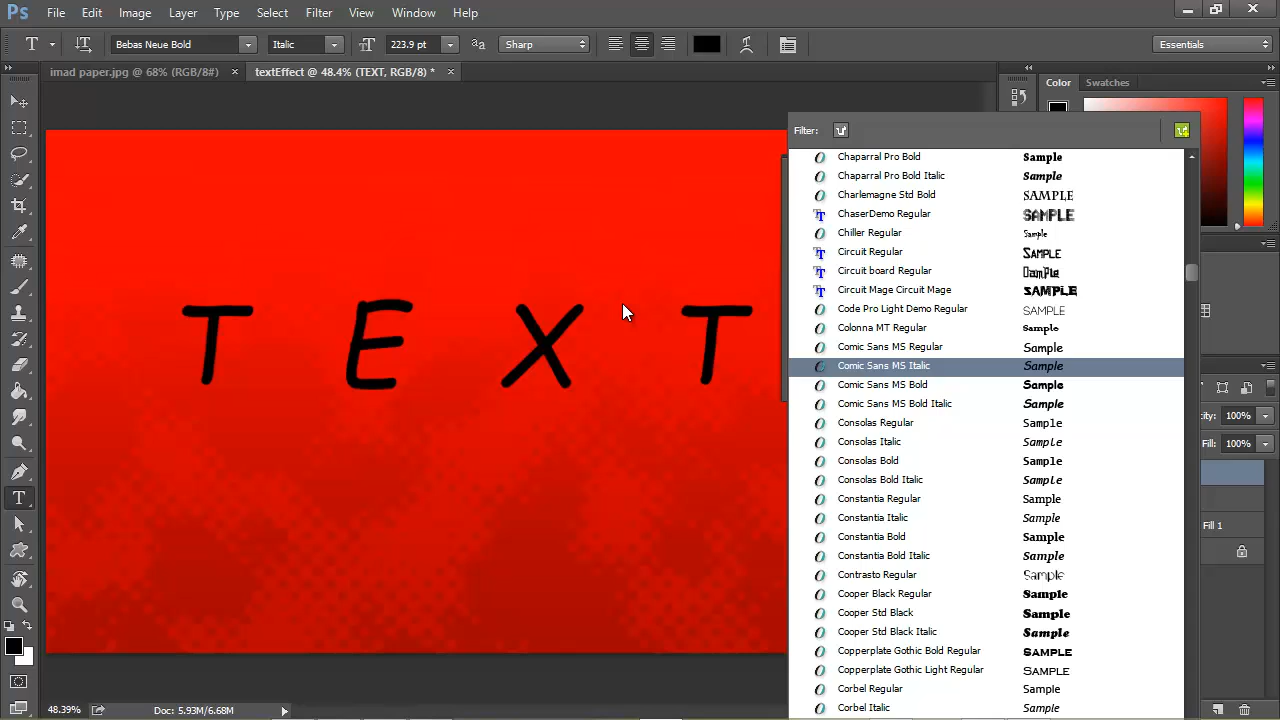 Ps File Edit Image Layer Type Select Filter View Window Help
T Bebas Neue Bold Italic 223.9 pt Sharp Essentials
imad paper.jpg @ 68% (RGB/8#) × textEffect @ 48.4% (TEXT, RGB/8) * ×
Color Swatches
Filter:
Chaparral Pro Bold Sample
Chaparral Pro Bold Italic Sample
Charlemagne Std Bold SAMPLE
ChaserDemo Regular SAMPLE
Chiller Regular Sample
Circuit Regular SAMPLE
Circuit board Regular Sample
Circuit Mage Circuit Mage SAMPLE
Code Pro Light Demo Regular SAMPLE
Colonna MT Regular Sample
Comic Sans MS Regular Sample
Comic Sans MS Italic Sample
Comic Sans MS Bold Sample
Comic Sans MS Bold Italic Sample
Consolas Regular Sample
Consolas Italic Sample
Consolas Bold Sample
Consolas Bold Italic Sample
Constantia Regular Sample
Constantia Italic Sample
Constantia Bold Sample
Constantia Bold Italic Sample
Contrasto Regular Sample
Cooper Black Regular Sample
Cooper Std Black Sample
Cooper Std Black Italic Sample
Copperplate Gothic Bold Regular SAMPLE
Copperplate Gothic Light Regular SAMPLE
Corbel Regular Sample
Corbel Italic Sample
T E X T
city: 100%
Fill: 100%
Fill 1
48.39% Doc: 5.93M/6.68M